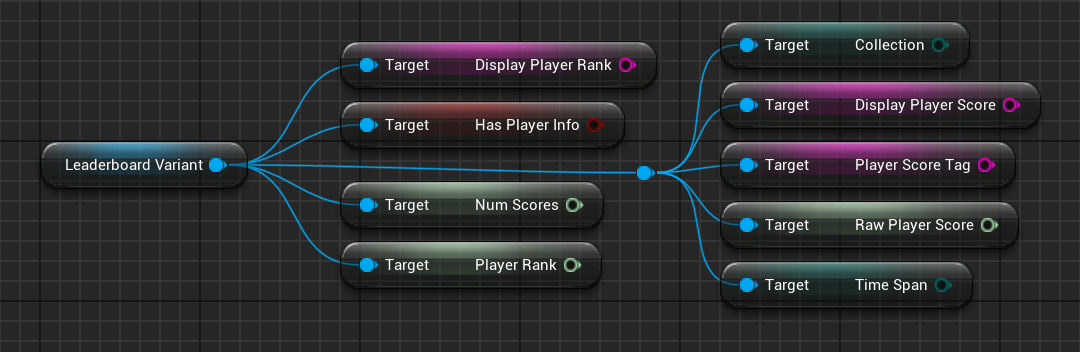 Leaderboard Variant
Target Display Player Rank
Target Has Player Info
Target Num Scores
Target Player Rank
Target Collection
Target Display Player Score
Target Player Score Tag
Target Raw Player Score
Target Time Span